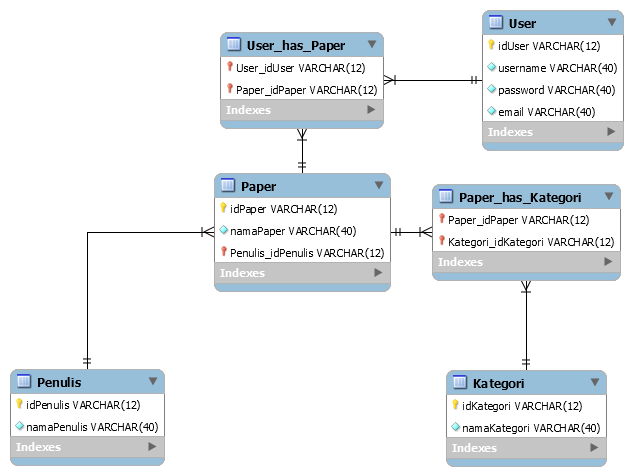 User_has_Paper
User_idUser VARCHAR(12)
Paper_idPaper VARCHAR(12)
Indexes
User
idUser VARCHAR(12)
username VARCHAR(40)
password VARCHAR(40)
email VARCHAR(40)
Indexes
Paper
idPaper VARCHAR(12)
namaPaper VARCHAR(40)
Penulis_idPenulis VARCHAR(12)
Indexes
Paper_has_Kategori
Paper_idPaper VARCHAR(12)
Kategori_idKategori VARCHAR(12)
Indexes
Penulis
idPenulis VARCHAR(12)
namaPenulis VARCHAR(40)
Indexes
Kategori
idKategori VARCHAR(12)
namaKategori VARCHAR(40)
Indexes